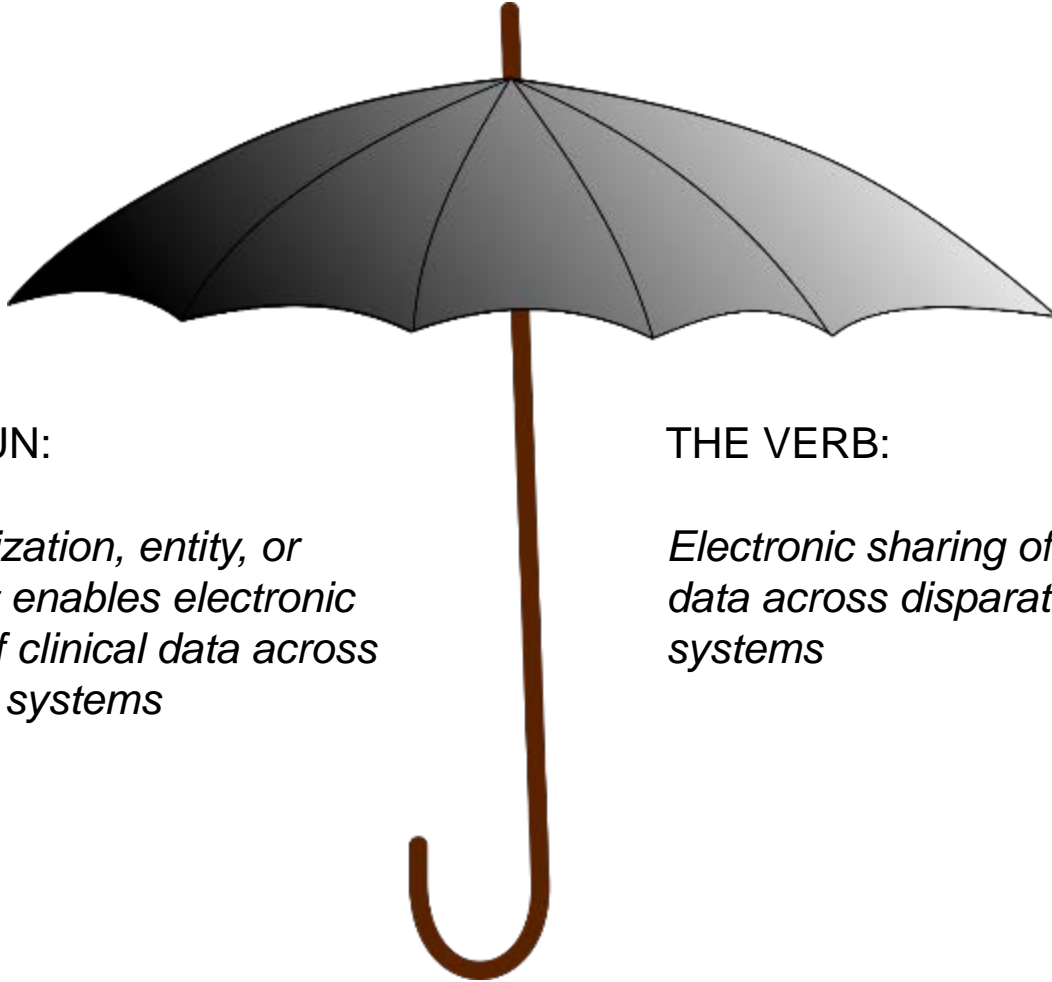 UN:
ization, entity, or
enables electronic
f clinical data across
systems
THE VERB:
Electronic sharing of
data across disparat
systems